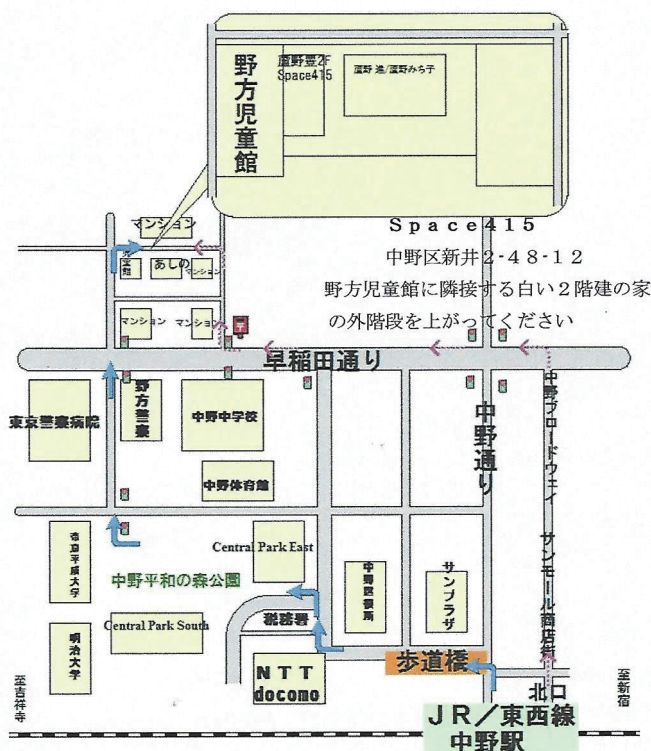 野方児童館
蘆野豊2F
Space415
蘆野 進/蘆野みち子
Space415
中野区新井2-48-12
野方児童館に隣接する白い2階建の家
の外階段を上がってください
マンション
児童館
あしの
マンション
マンション
マンション
〒
早稲田通り
東京警察病院
野方警察
中野中学校
中野体育館
中野通り
中野ブロードウェイ
サンモール商店街
帝京平成大学
Central Park East
中野平和の森公園
中野区役所
サンプラザ
明治大学
Central Park South
税務署
NTT
docomo
歩道橋
北口
至吉祥寺
至新宿
JR/東西線
中野駅